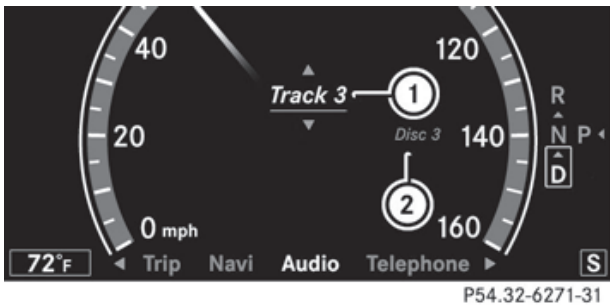 40
120
Track 3
1
R
20
Disc 3
140
N P
D
2
0 mph
160
72°F
Trip Navi Audio Telephone
S
P54.32-6271-31